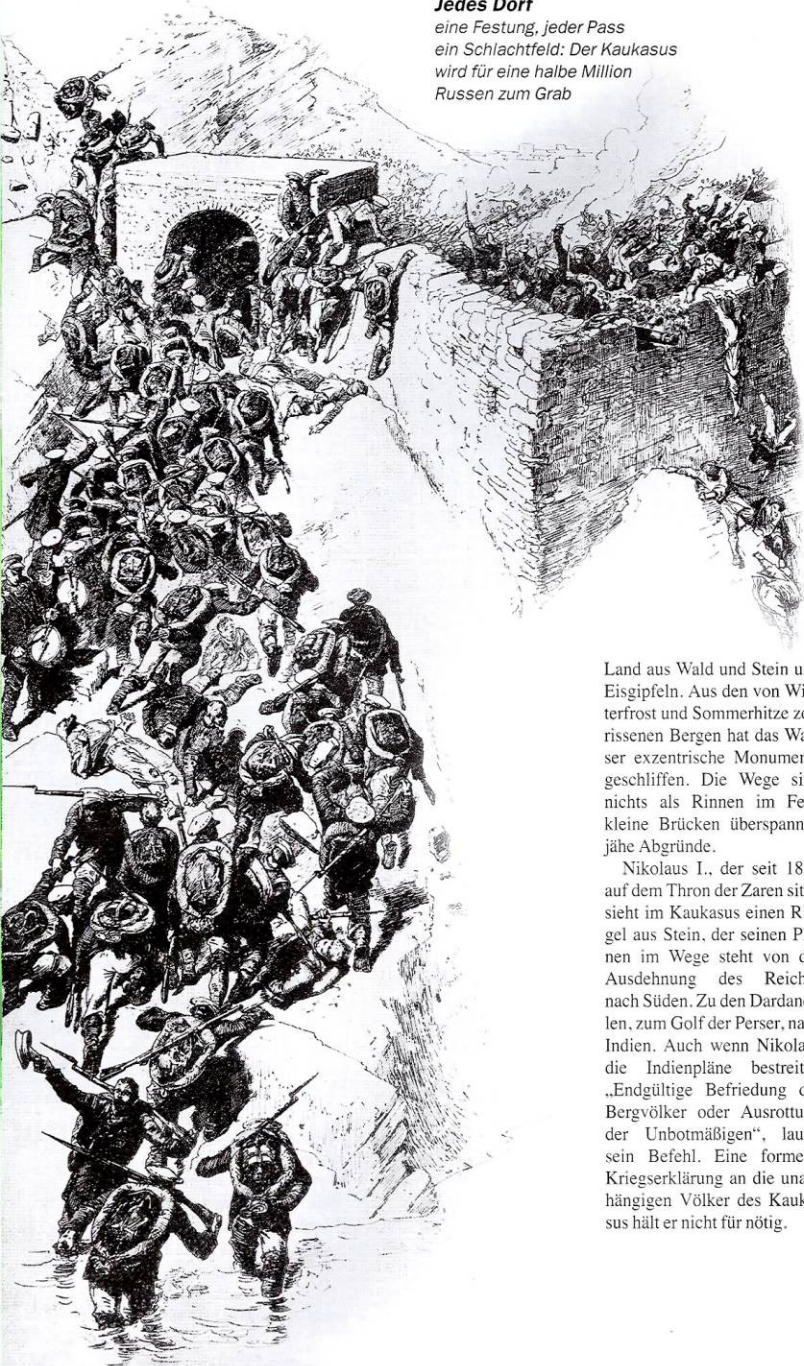 Jedes Dorf
eine Festung, jeder Pass
ein Schlachtfeld: Der Kaukasus
wird für eine halbe Million
Russen zum Grab
Land aus Wald und Stein u
Eisgipfeln. Aus den von Wi
terfrost und Sommerhitze ze
rissenen Bergen hat das Wa
ser exzentrische Monumen
geschliffen. Die Wege si
nichts als Rinnen im Fe
kleine Brücken überspann
jähe Abgründe.
Nikolaus I., der seit 18
auf dem Thron der Zaren sit
sieht im Kaukasus einen R
gel aus Stein, der seinen P
nen im Wege steht von d
Ausdehnung des Reich
nach Süden. Zu den Dardane
len, zum Golf der Perser, na
Indien. Auch wenn Nikola
die Indienpläne bestreit
„Endgültige Befriedung d
Bergvölker oder Ausrottu
der Unbotmäßigen“, lau
sein Befehl. Eine forme
Kriegserklärung an die una
hängigen Völker des Kauk
sus hält er nicht für nötig.